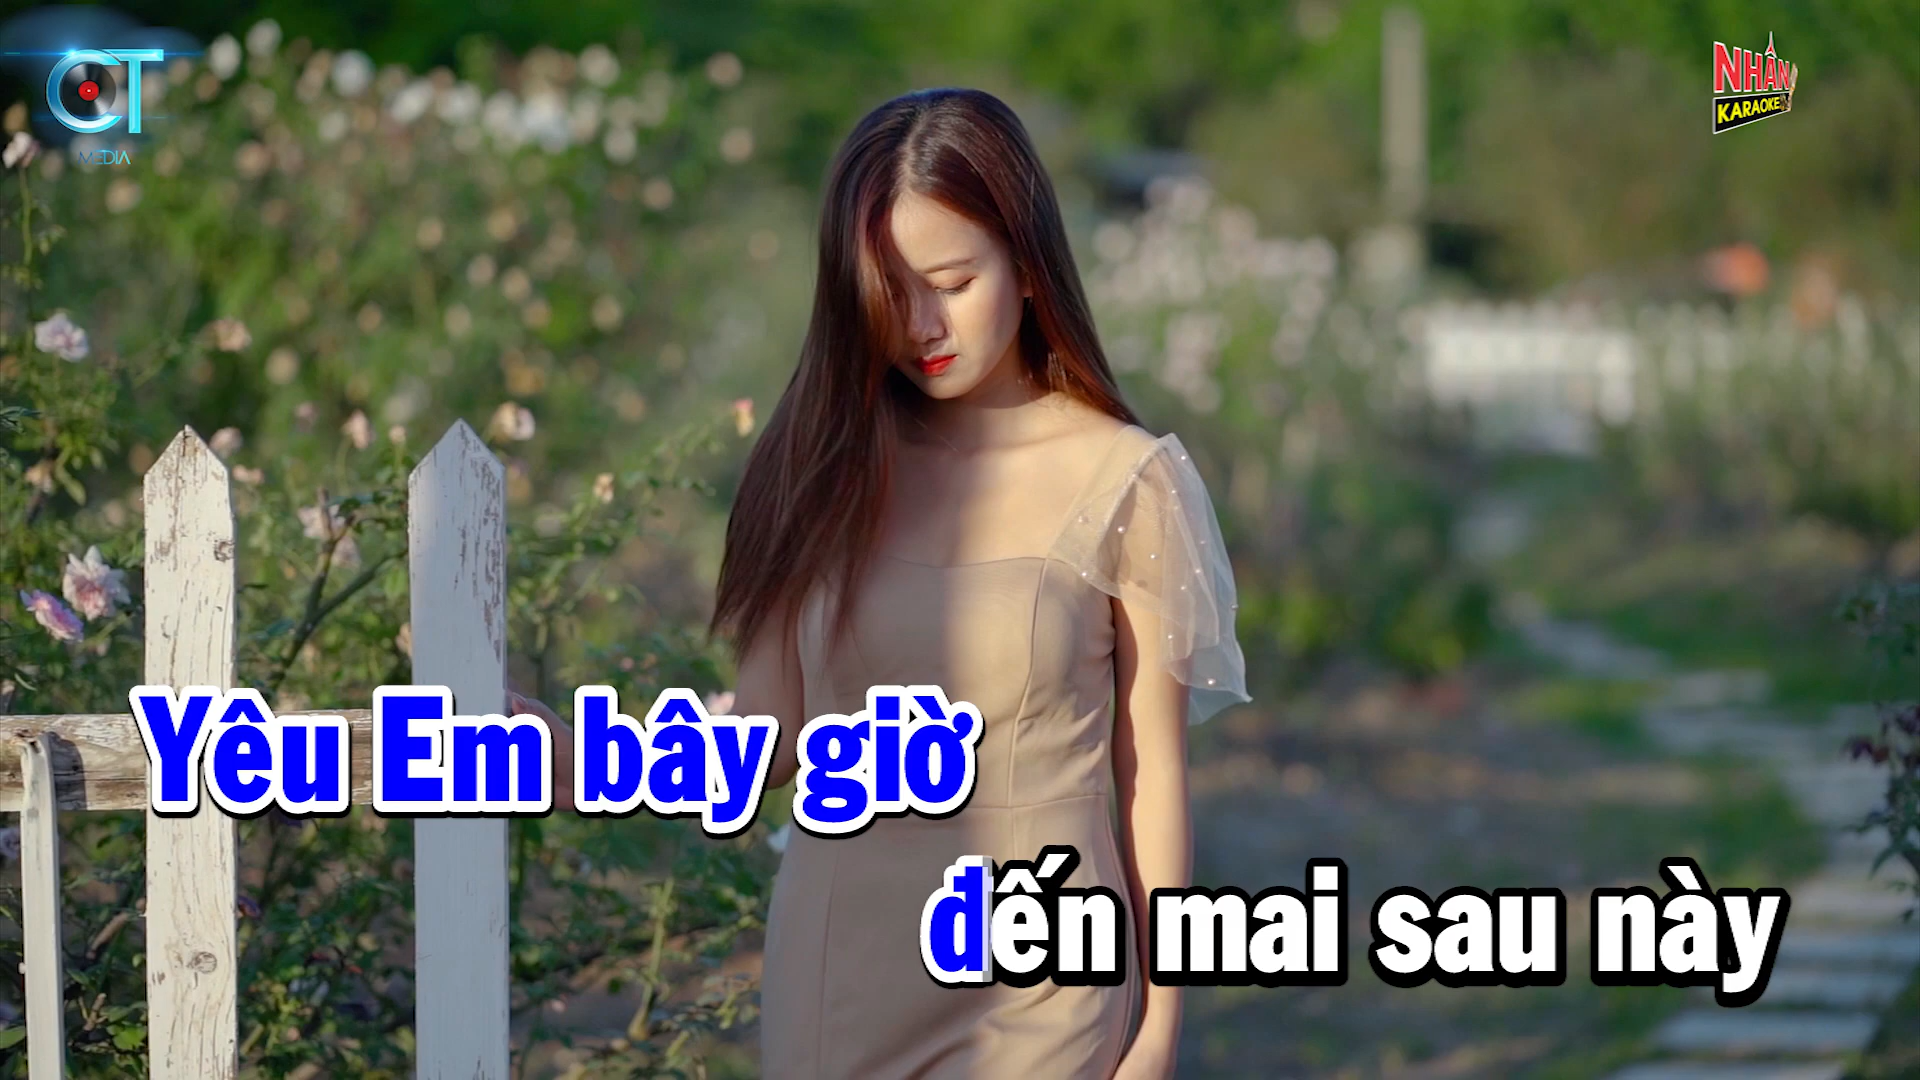 CT
MEDIA
NHÂN
KARAOKE
Yêu Em bây giờ
đến mai sau này